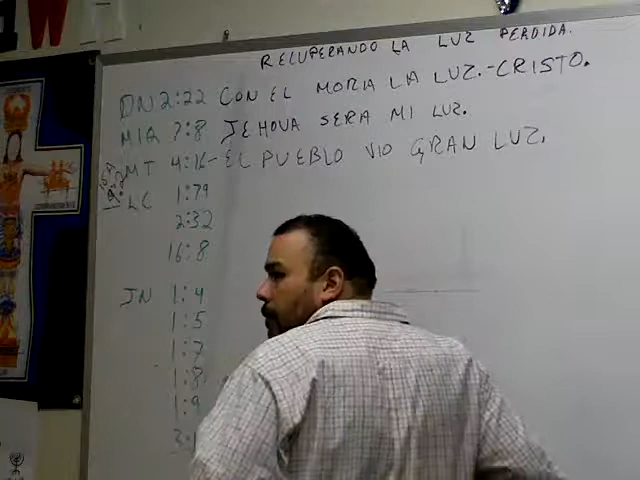 RECUPERANDO LA LUZ PERDIDA.
DN 2:22 CON EL MORIA LA LUZ.-CRISTO.
MIQ 7:8 JEHOVA SERA MI LUZ.
MT 4:16- EL PUEBLO VIO GRAN LUZ.
LC 1:79
2:32
16:8
JN 1:4
1:5
1:7
1:8
1:9